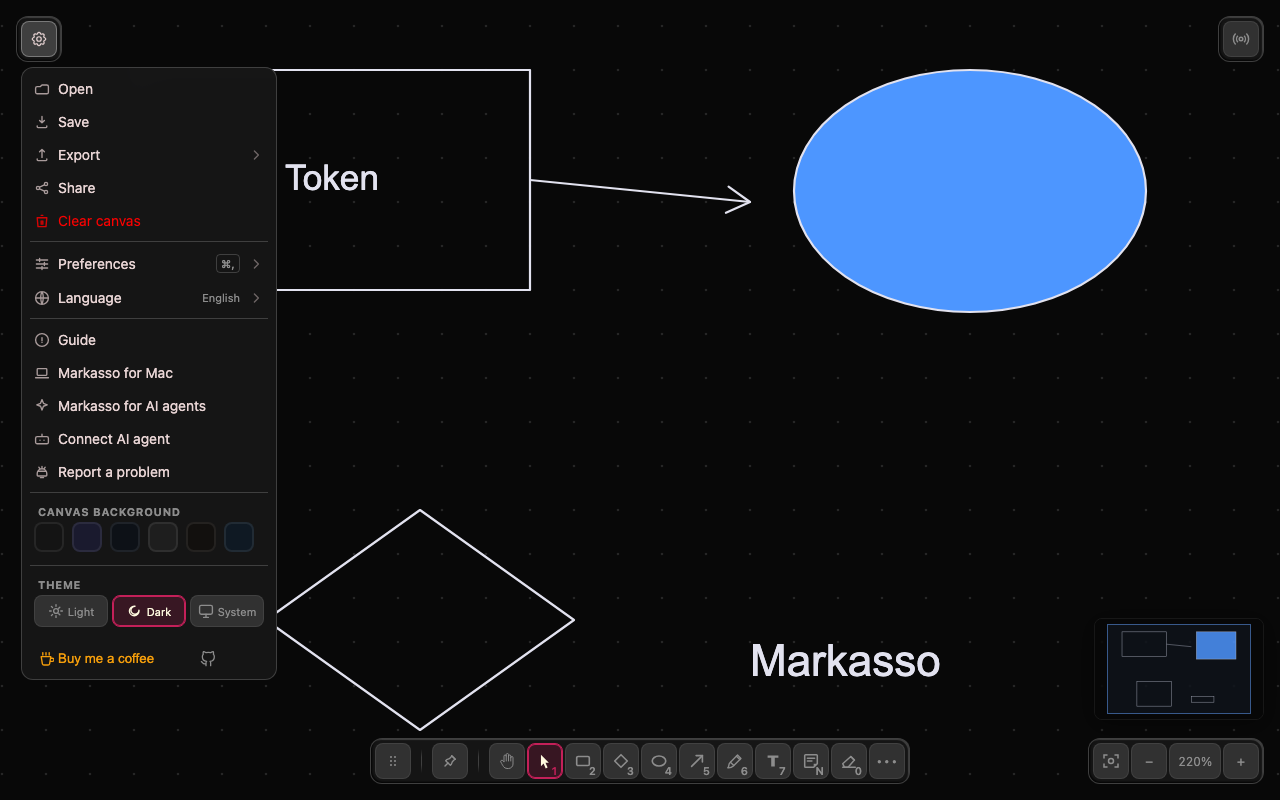 Open
Save
Export
Share
Clear canvas
Preferences ⌘,
Language English
Guide
Markasso for Mac
Markasso for AI agents
Connect AI agent
Report a problem
CANVAS BACKGROUND
THEME
Light Dark System
Buy me a coffee
Token
Markasso
1 2 3 4 5 6 T 7 N 0
− 220% +